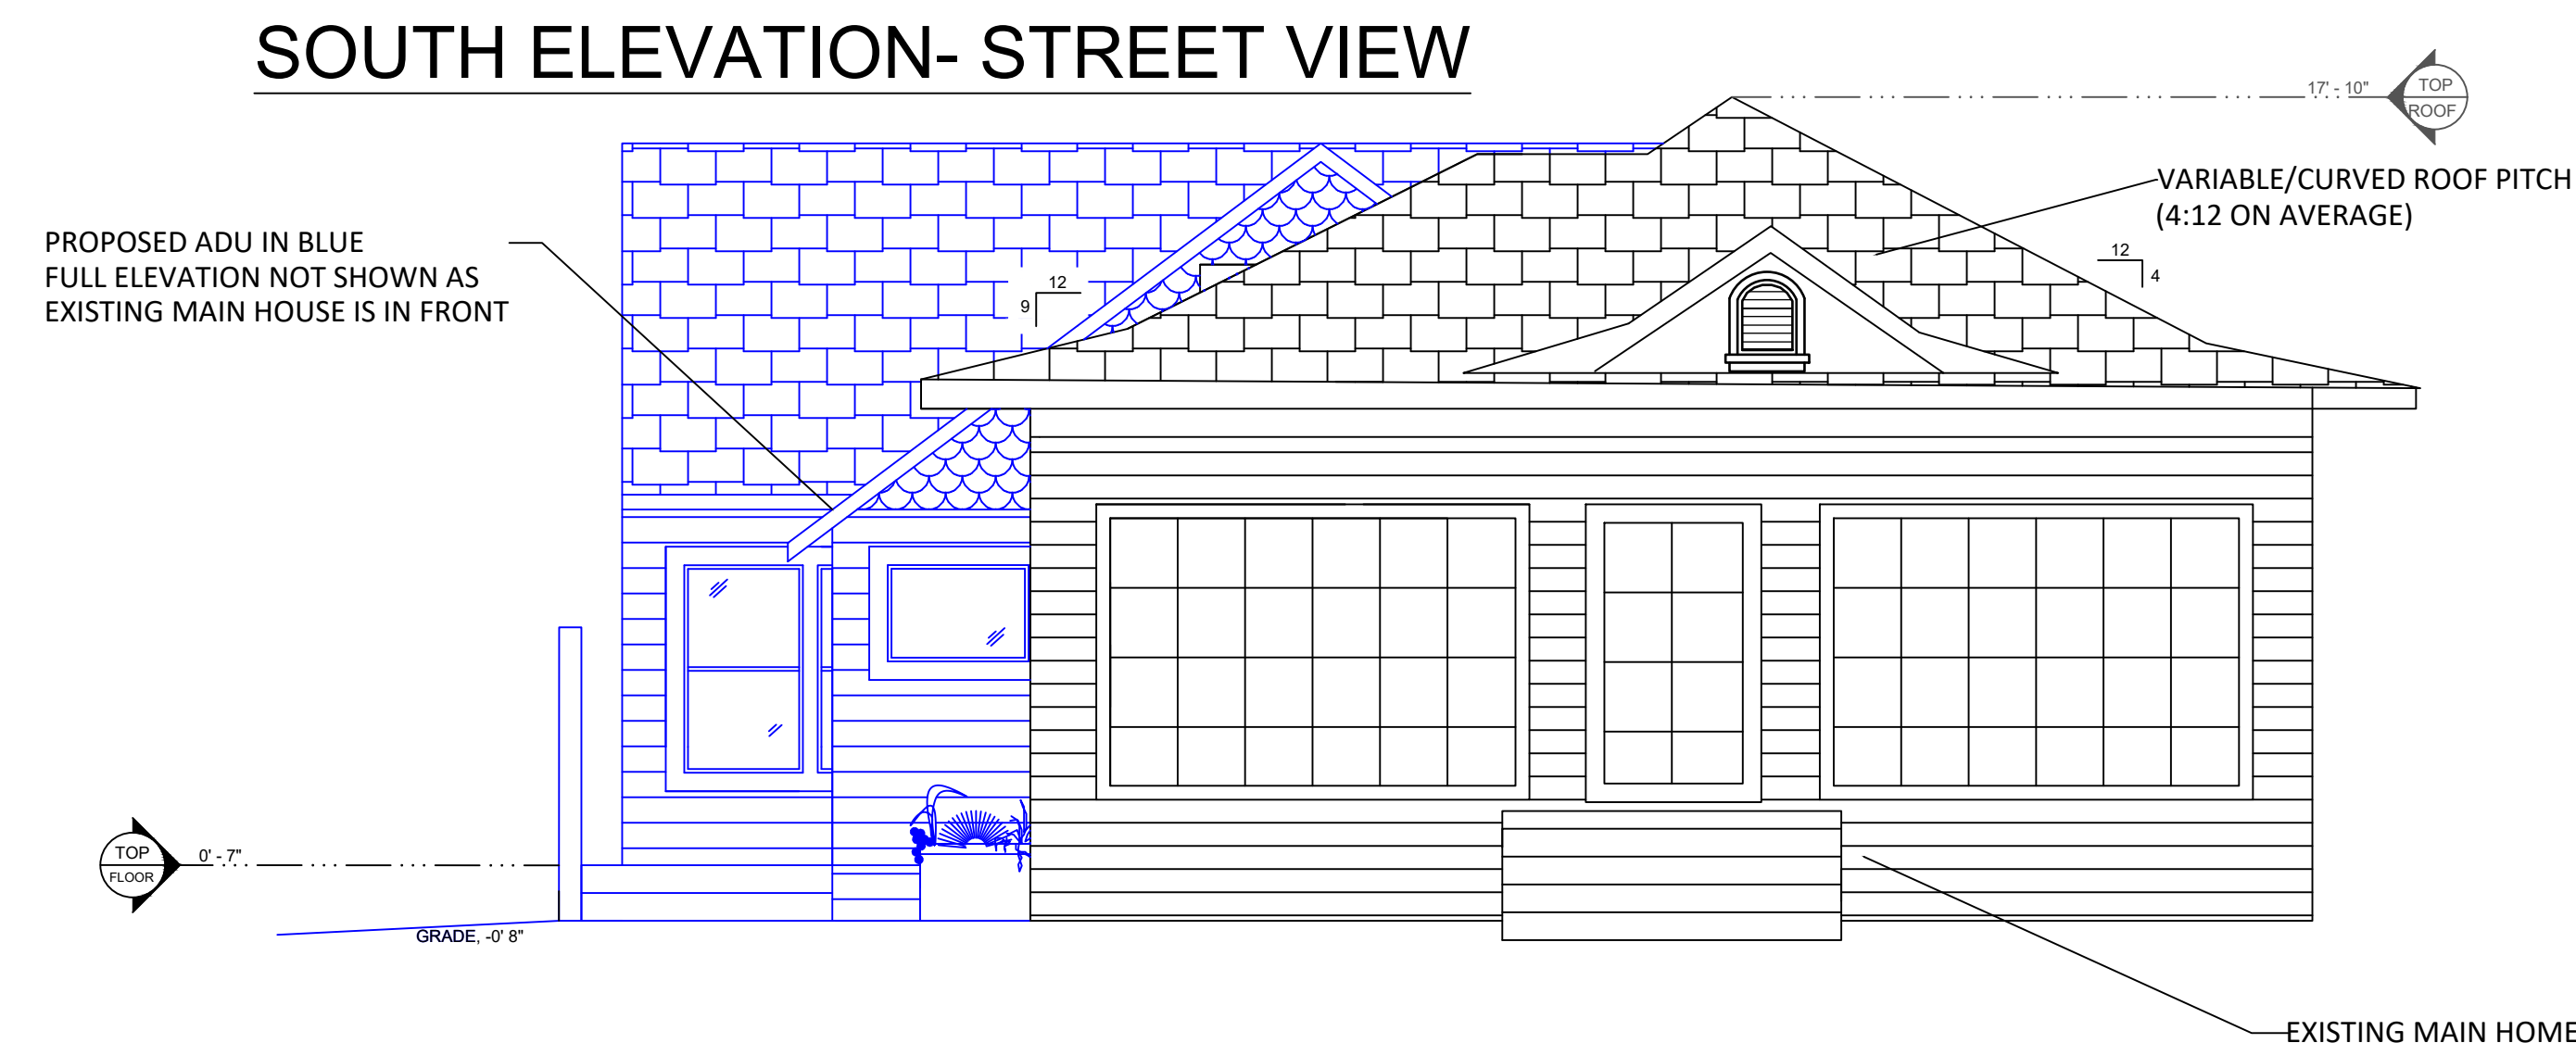 SOUTH ELEVATION- STREET VIEW
17' - 10"
TOP
ROOF
VARIABLE/CURVED ROOF PITCH
(4:12 ON AVERAGE)
12
4
PROPOSED ADU IN BLUE
FULL ELEVATION NOT SHOWN AS
EXISTING MAIN HOUSE IS IN FRONT
12
9
TOP
FLOOR
0' - 7"
GRADE, -0' 8"
EXISTING MAIN HOME